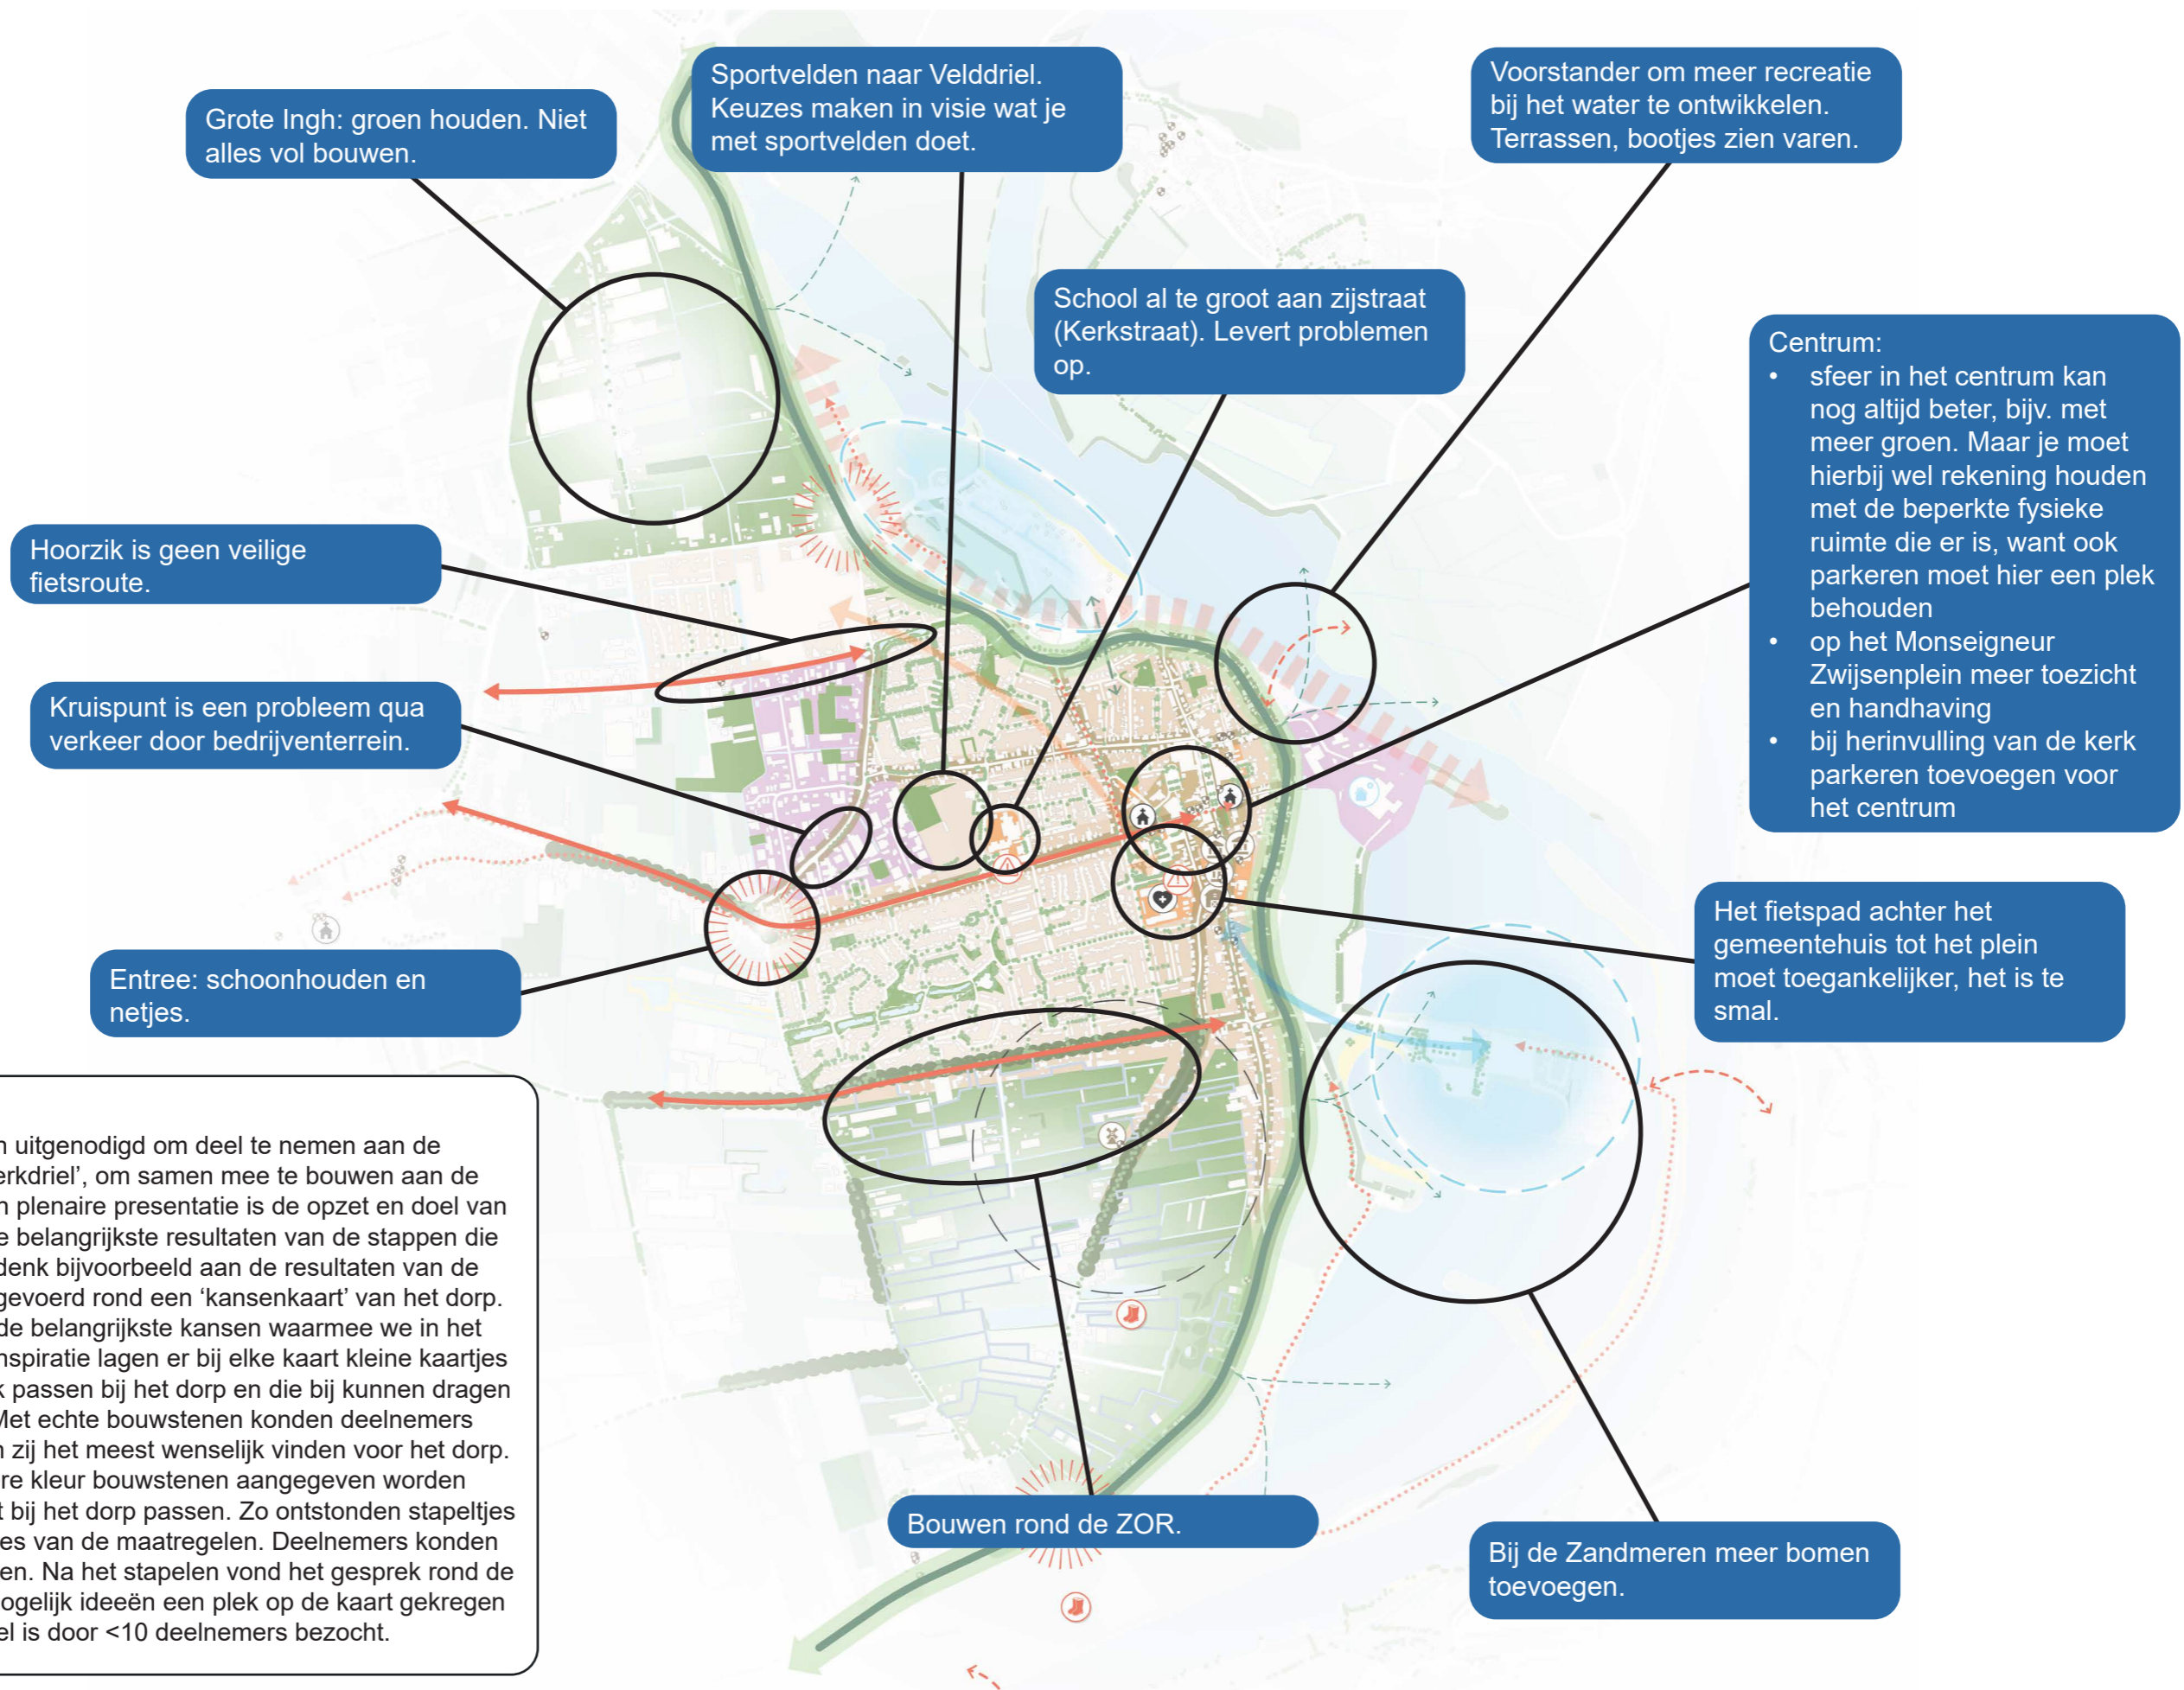 Sportvelden naar Velddriel.
Keuzes maken in visie wat je
met sportvelden doet.
Voorstander om meer recreatie
bij het water te ontwikkelen.
Terrassen, bootjes zien varen.
Grote Ingh: groen houden. Niet
alles vol bouwen.
School al te groot aan zijstraat
(Kerkstraat). Levert problemen
op.
Centrum:
• sfeer in het centrum kan
nog altijd beter, bijv. met
meer groen. Maar je moet
hierbij wel rekening houden
met de beperkte fysieke
ruimte die er is, want ook
parkeren moet hier een plek
behouden
• op het Monseigneur
Zwijsenplein meer toezicht
en handhaving
• bij herinvulling van de kerk
parkeren toevoegen voor
het centrum
Hoorzik is geen veilige
fietsroute.
Kruispunt is een probleem qua
verkeer door bedrijventerrein.
Het fietspad achter het
gemeentehuis tot het plein
moet toegankelijker, het is te
smal.
Entree: schoonhouden en
netjes.
n uitgenodigd om deel te nemen aan de
erkdriel’, om samen mee te bouwen aan de
n plenaire presentatie is de opzet en doel van
e belangrijkste resultaten van de stappen die
denk bijvoorbeeld aan de resultaten van de
gevoerd rond een ‘kansenkaart’ van het dorp.
de belangrijkste kansen waarmee we in het
nspiratie lagen er bij elke kaart kleine kaartjes
k passen bij het dorp en die bij kunnen dragen
Met echte bouwstenen konden deelnemers
n zij het meest wenselijk vinden voor het dorp.
re kleur bouwstenen aangegeven worden
t bij het dorp passen. Zo ontstonden stapeltjes
es van de maatregelen. Deelnemers konden
en. Na het stapelen vond het gesprek rond de
ogelijk ideeën een plek op de kaart gekregen
el is door <10 deelnemers bezocht.
Bouwen rond de ZOR.
Bij de Zandmeren meer bomen
toevoegen.